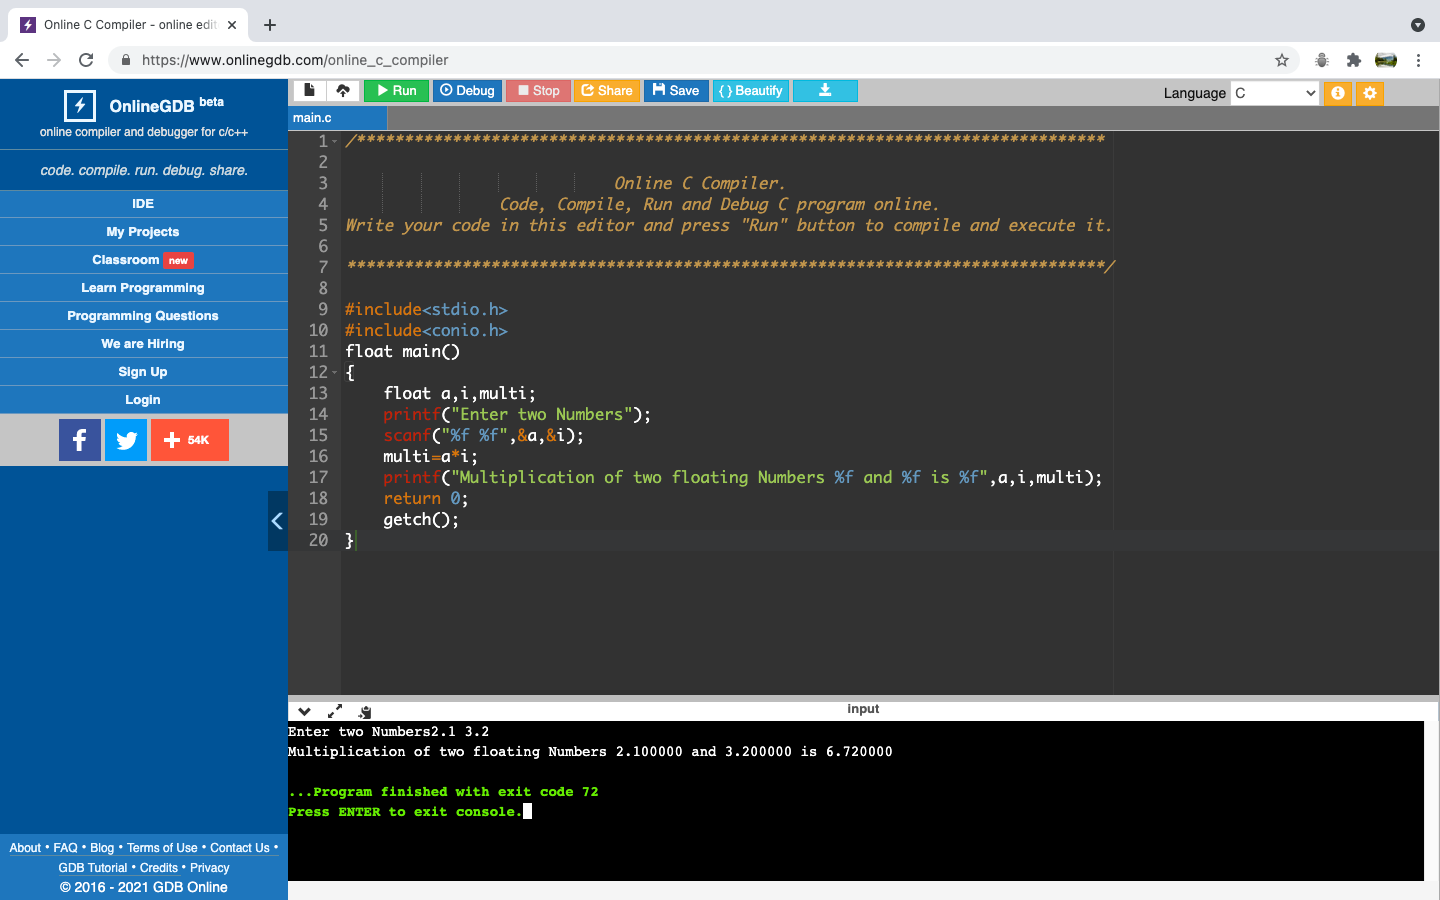 Online C Compiler - online edit
https://www.onlinegdb.com/online_c_compiler
OnlineGDB beta
online compiler and debugger for c/c++
code. compile. run. debug. share.
IDE
My Projects
Classroom new
Learn Programming
Programming Questions
We are Hiring
Sign Up
Login
f
54K
About • FAQ • Blog • Terms of Use • Contact Us •
GDB Tutorial • Credits • Privacy
© 2016 - 2021 GDB Online
Run Debug Stop Share Save { } Beautify
Language C
main.c
1 /******************************************************************************
2
3 Online C Compiler.
4 Code, Compile, Run and Debug C program online.
5 Write your code in this editor and press "Run" button to compile and execute it.
6
7 *******************************************************************************/
8
9 #include<stdio.h>
10 #include<conio.h>
11 float main()
12 {
13 float a,i,multi;
14 printf("Enter two Numbers");
15 scanf("%f %f",&a,&i);
16 multi=a*i;
17 printf("Multiplication of two floating Numbers %f and %f is %f",a,i,multi);
18 return 0;
19 getch();
20 }
input
Enter two Numbers2.1 3.2
Multiplication of two floating Numbers 2.100000 and 3.200000 is 6.720000
...Program finished with exit code 72
Press ENTER to exit console.